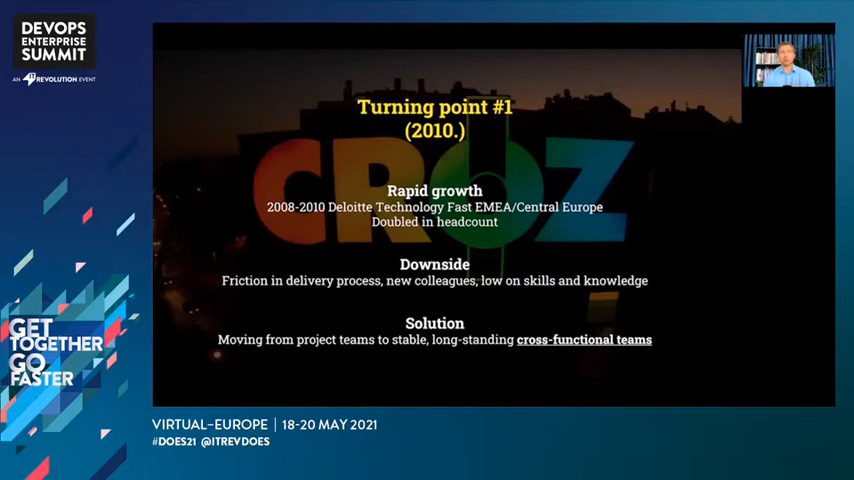 DEVOPS
ENTERPRISE
SUMMIT
AN IT REVOLUTION EVENT
CROZ
Turning point #1
(2010.)
Rapid growth
2008-2010 Deloitte Technology Fast EMEA/Central Europe
Doubled in headcount
Downside
Friction in delivery process, new colleagues, low on skills and knowledge
Solution
Moving from project teams to stable, long-standing cross-functional teams
GET
TOGETHER
GO
FASTER
VIRTUAL-EUROPE | 18-20 MAY 2021
#DOES21 @ITREVDOES